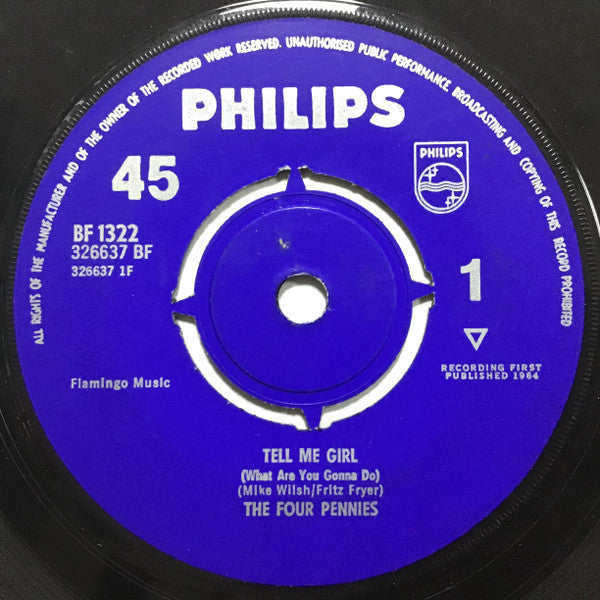 ALL RIGHTS OF THE MANUFACTURER AND OF THE OWNER OF THE RECORDED WORK RESERVED. UNAUTHORISED PUBLIC PERFORMANCE, BROADCASTING AND COPYING OF THIS RECORD PROHIBITED
PHILIPS
45
PHILIPS
BF 1322
326637 BF
326637 1F
1
RECORDING FIRST
PUBLISHED 1964
Flamingo Music
TELL ME GIRL
(What Are You Gonna Do)
(Mike Wilsh/Fritz Fryer)
THE FOUR PENNIES